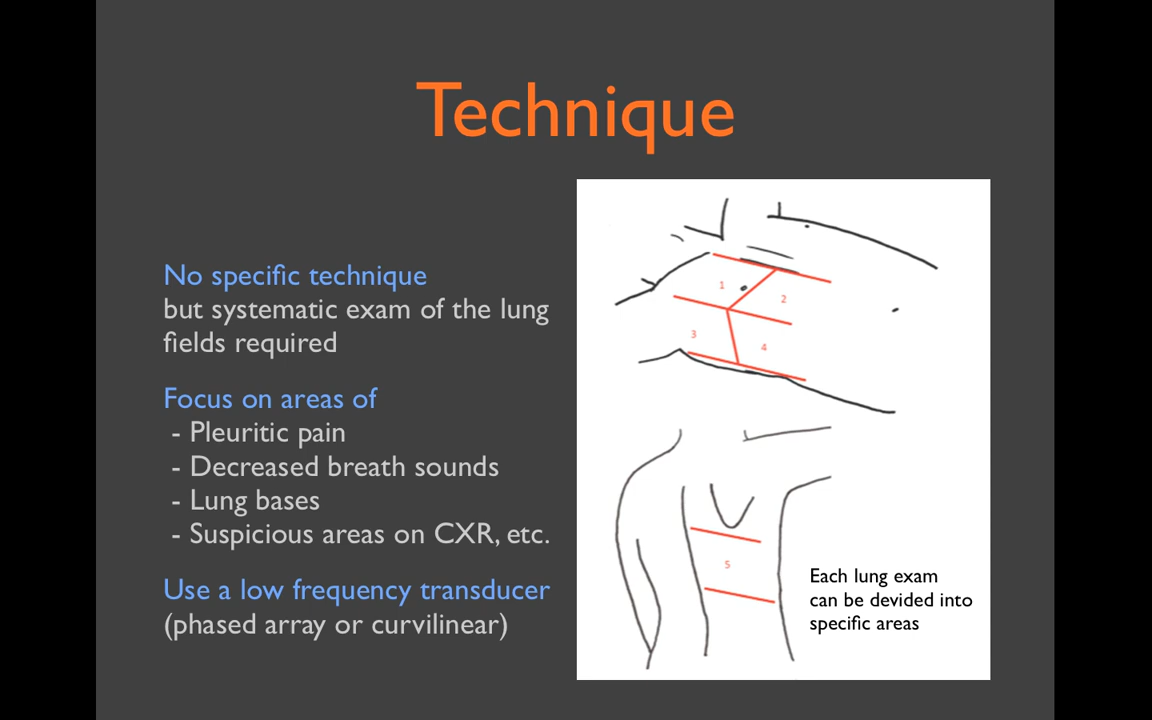 Technique
No specific technique
but systematic exam of the lung
fields required
Focus on areas of
- Pleuritic pain
- Decreased breath sounds
- Lung bases
- Suspicious areas on CXR, etc.
Use a low frequency transducer
(phased array or curvilinear)
1
2
3
4
5
Each lung exam
can be devided into
specific areas